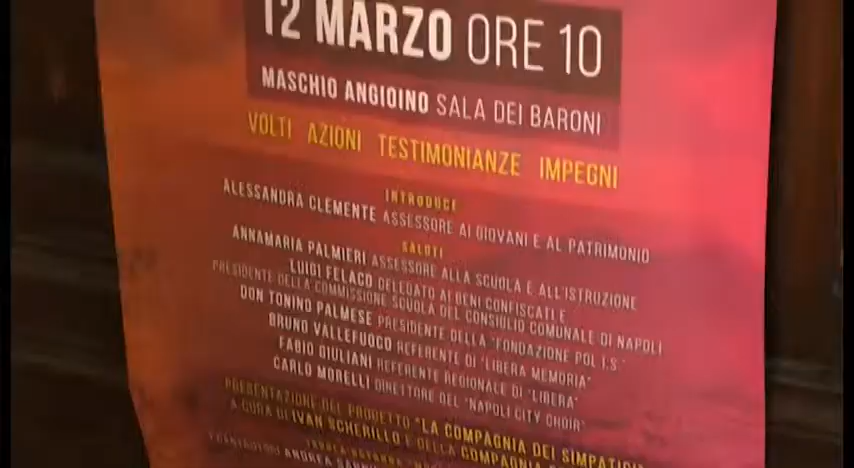 12 MARZO ORE 10
MASCHIO ANGIOINO SALA DEI BARONI
VOLTI AZIONI TESTIMONIANZE IMPEGNI
INTRODUCE
ALESSANDRA CLEMENTE ASSESSORE AI GIOVANI E AL PATRIMONIO
SALUTI
ANNAMARIA PALMIERI ASSESSORE ALLA SCUOLA E ALL'ISTRUZIONE
LUIGI FELACO DELEGATO AI BENI CONFISCATI E
PRESIDENTE DELLA COMMISSIONE SCUOLA DEL CONSIGLIO COMUNALE DI NAPOLI
DON TONINO PALMESE PRESIDENTE DELLA "FONDAZIONE POL.I.S."
BRUNO VALLEFUOCO REFERENTE DI "LIBERA MEMORIA"
FABIO GIULIANI REFERENTE REGIONALE DI "LIBERA"
CARLO MORELLI DIRETTORE DEL "NAPOLI CITY CHOIR"
PRESENTAZIONE DEL PROGETTO "LA COMPAGNIA DEI SIMPATICI"
A CURA DI IVAN SCHERILLO E DELLA COMPAGNIA
ANDREA